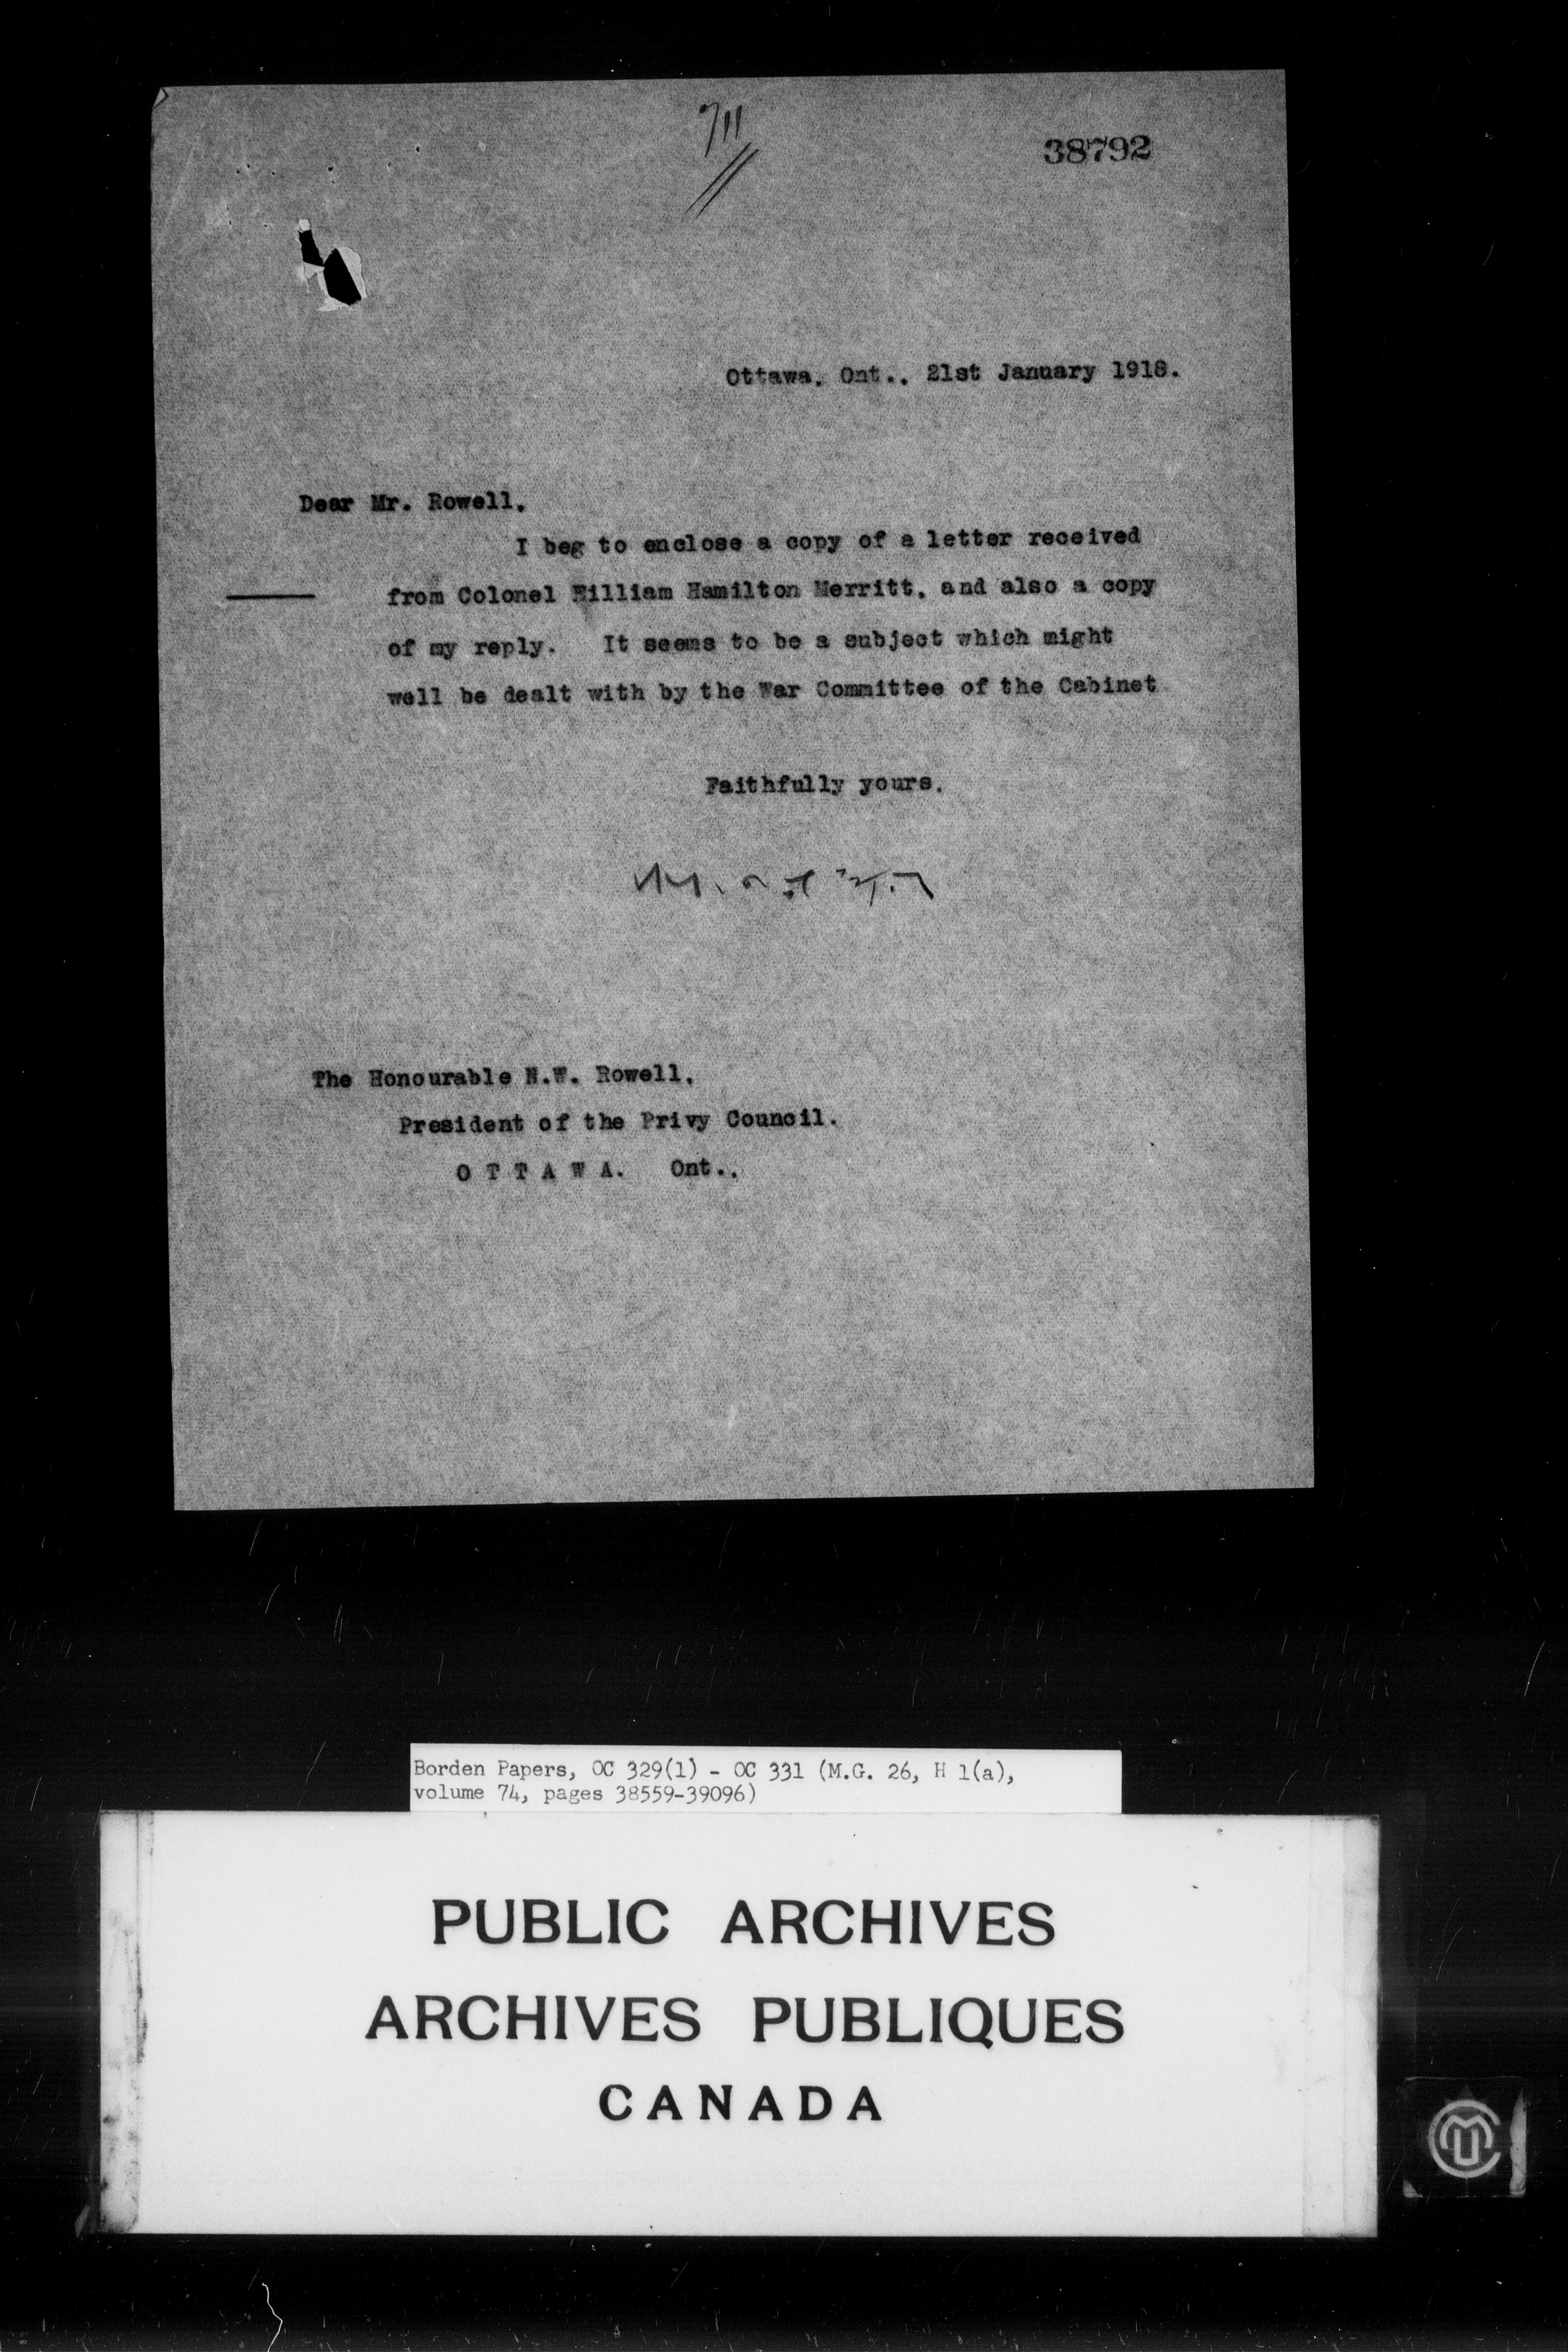 711
38792
Ottawa, Ont., 21st January 1918.
Dear Mr. Rowell,
I beg to enclose a copy of a letter received
from Colonel William Hamilton Merritt, and also a copy
of my reply. It seems to be a subject which might
well be dealt with by the War Committee of the Cabinet
Faithfully yours,
The Honourable N.W. Rowell,
President of the Privy Council.
O T T A W A. Ont.,
Borden Papers, OC 329(1) - OC 331 (M.G. 26, H 1(a),
volume 74, pages 38559-39096)
PUBLIC ARCHIVES
ARCHIVES PUBLIQUES
CANADA